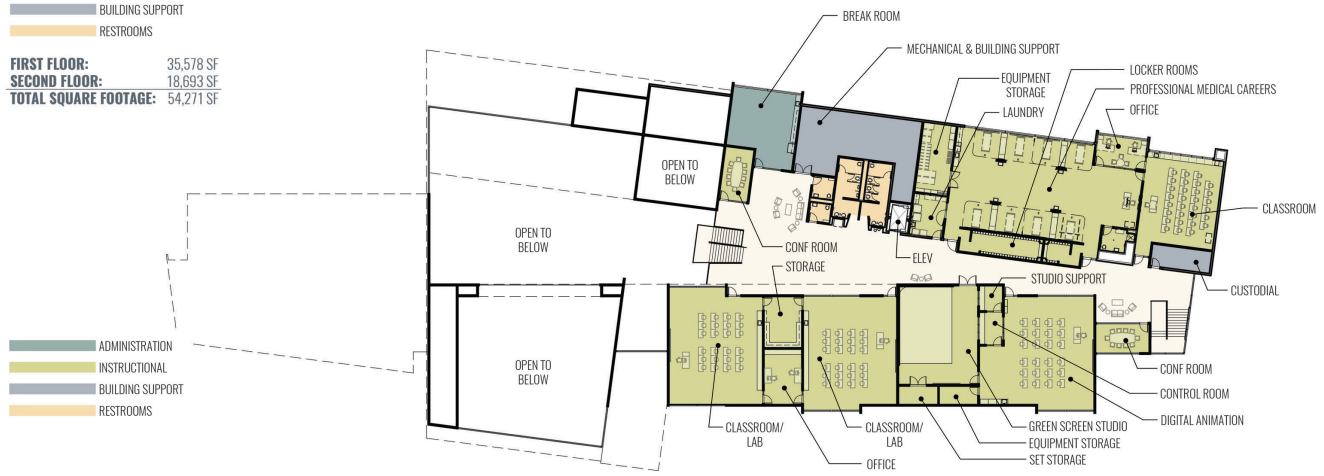 BUILDING SUPPORT
RESTROOMS
FIRST FLOOR: 35,578 SF
SECOND FLOOR: 18,693 SF
TOTAL SQUARE FOOTAGE: 54,271 SF
BREAK ROOM
MECHANICAL & BUILDING SUPPORT
EQUIPMENT
STORAGE
LAUNDRY
LOCKER ROOMS
PROFESSIONAL MEDICAL CAREERS
OFFICE
OPEN TO
BELOW
CLASSROOM
OPEN TO
BELOW
CONF ROOM
STORAGE
ELEV
STUDIO SUPPORT
CUSTODIAL
ADMINISTRATION
INSTRUCTIONAL
BUILDING SUPPORT
RESTROOMS
OPEN TO
BELOW
CONF ROOM
CONTROL ROOM
DIGITAL ANIMATION
CLASSROOM/
LAB
CLASSROOM/
LAB
OFFICE
GREEN SCREEN STUDIO
EQUIPMENT STORAGE
SET STORAGE